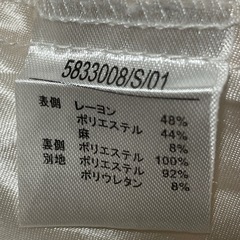 5833008/S/01
表側 レーヨン 48%
ポリエステル 44%
麻 8%
裏側 ポリエステル 100%
別地 ポリエステル 92%
ポリウレタン 8%